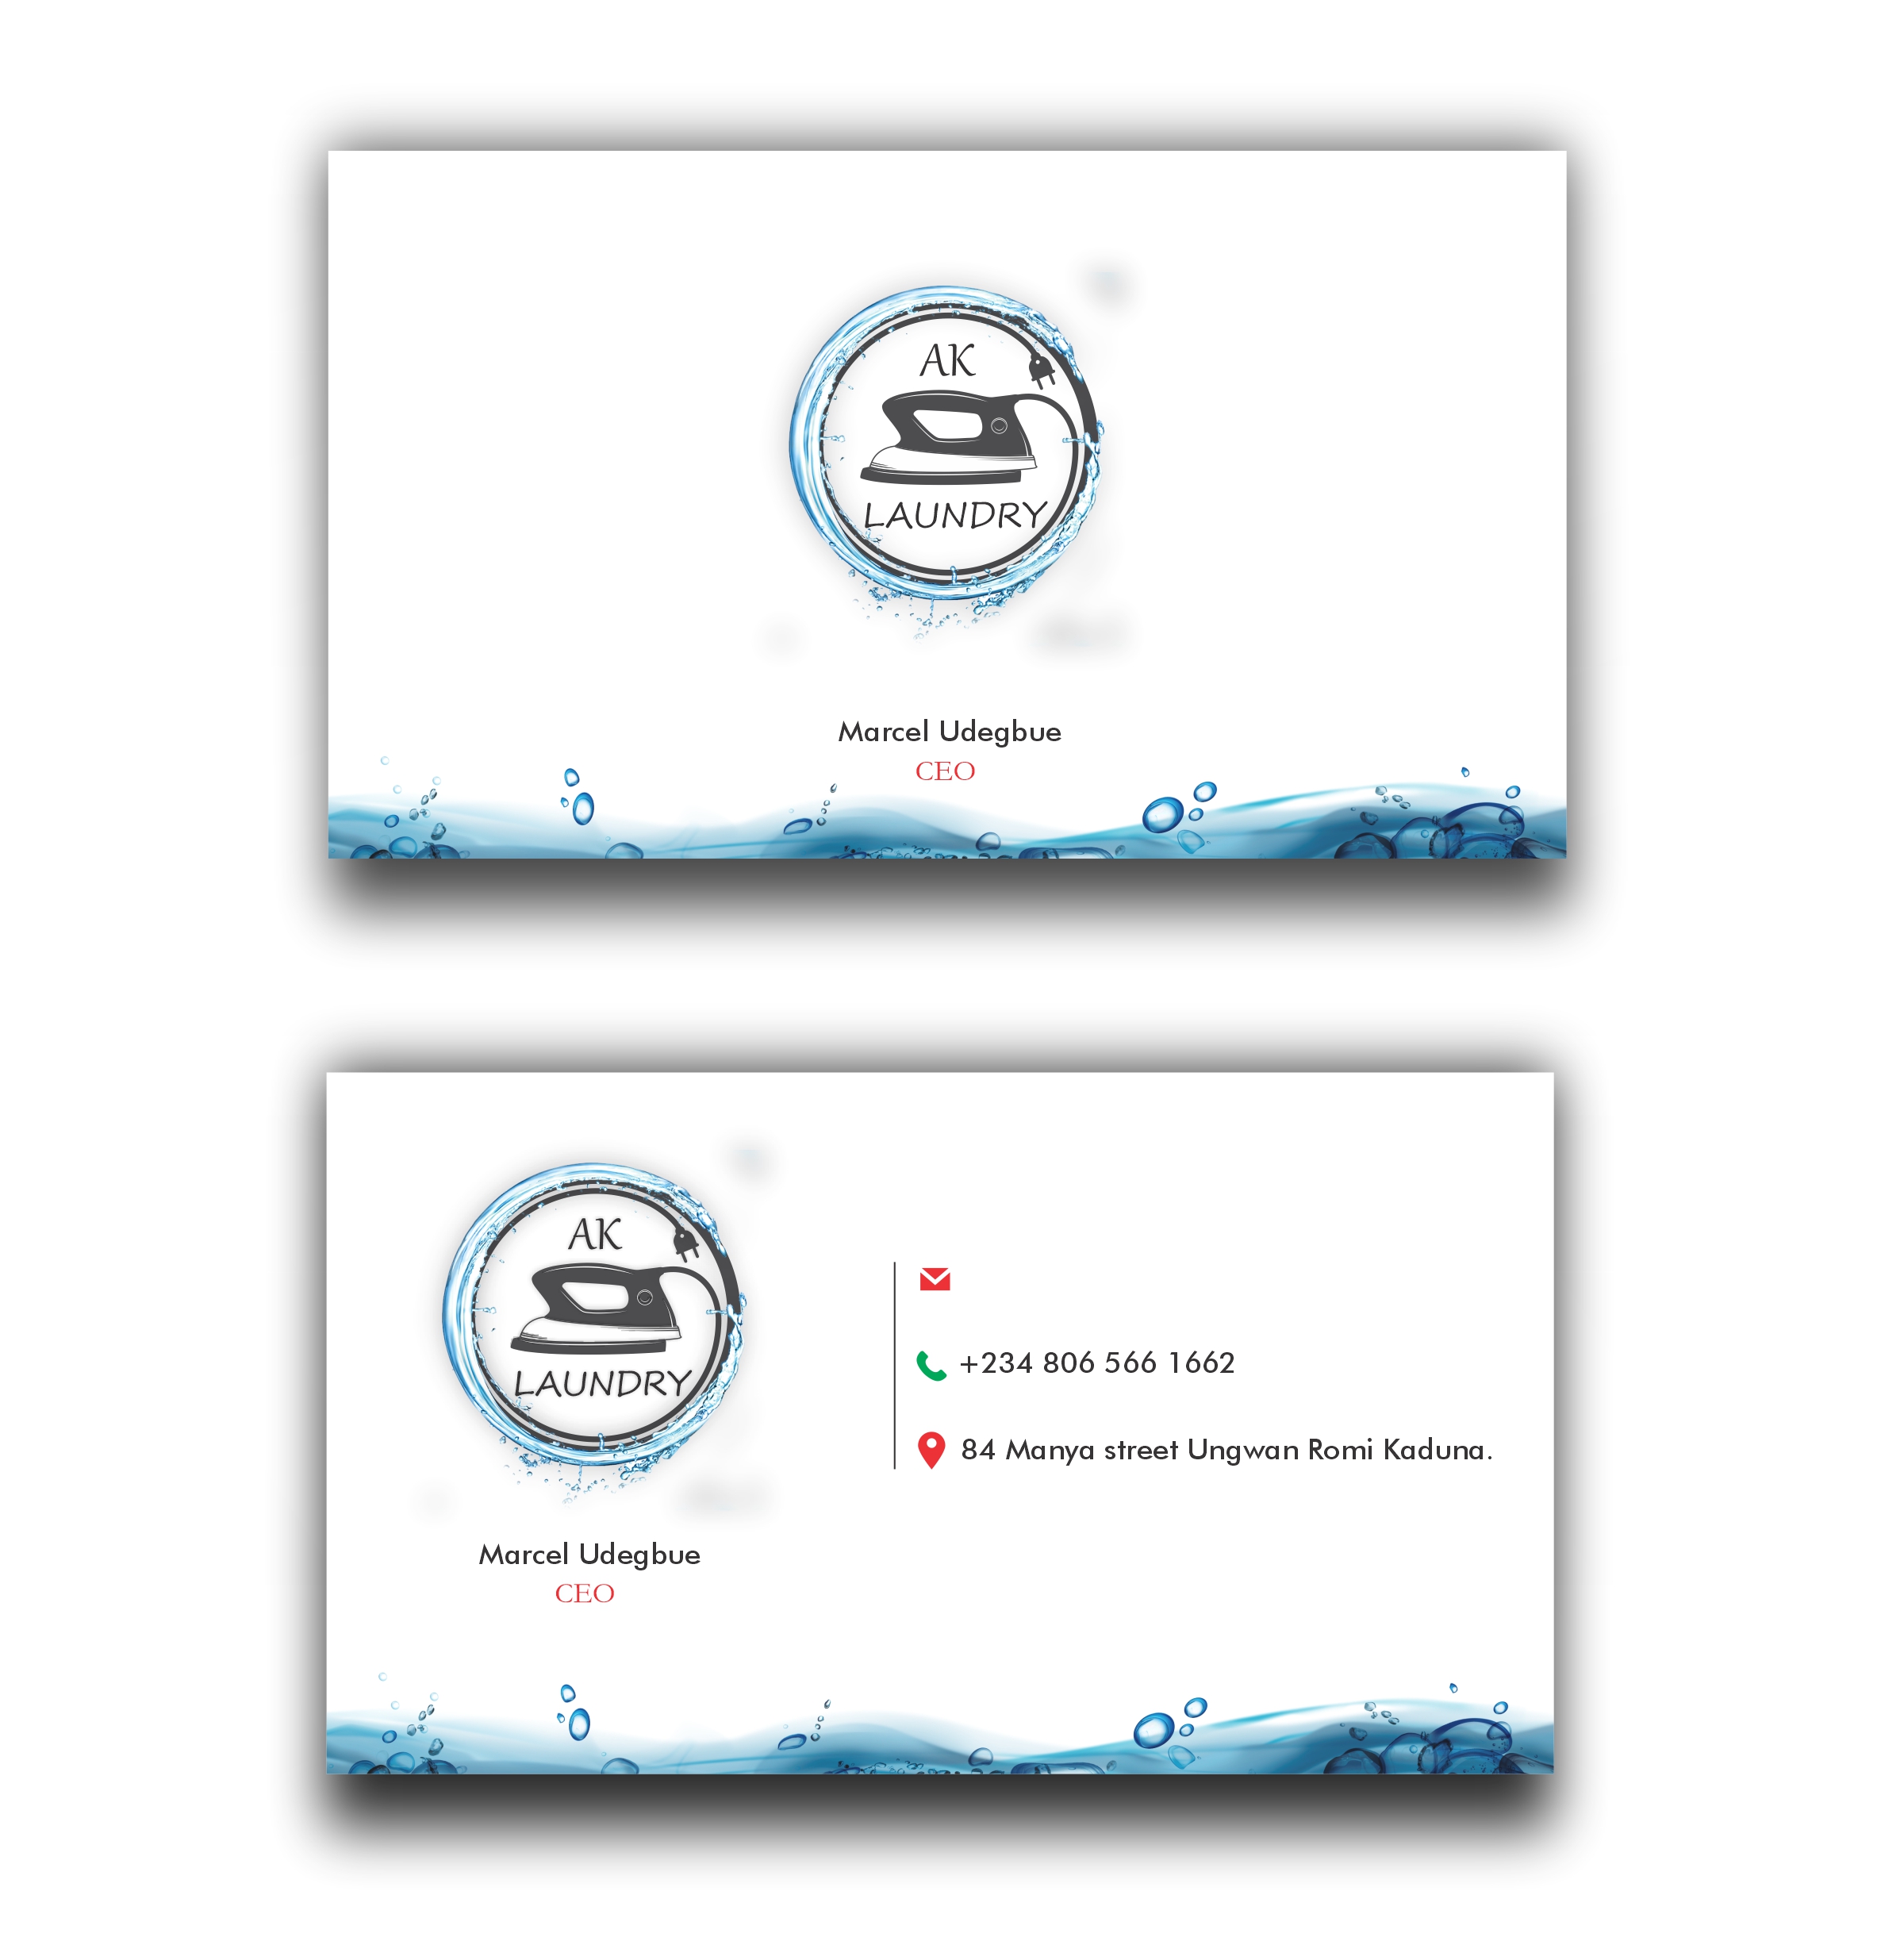 AK
LAUNDRY
Marcel Udegbue
CEO
AK
LAUNDRY
Marcel Udegbue
CEO
+234 806 566 1662
84 Manya street Ungwan Romi Kaduna.